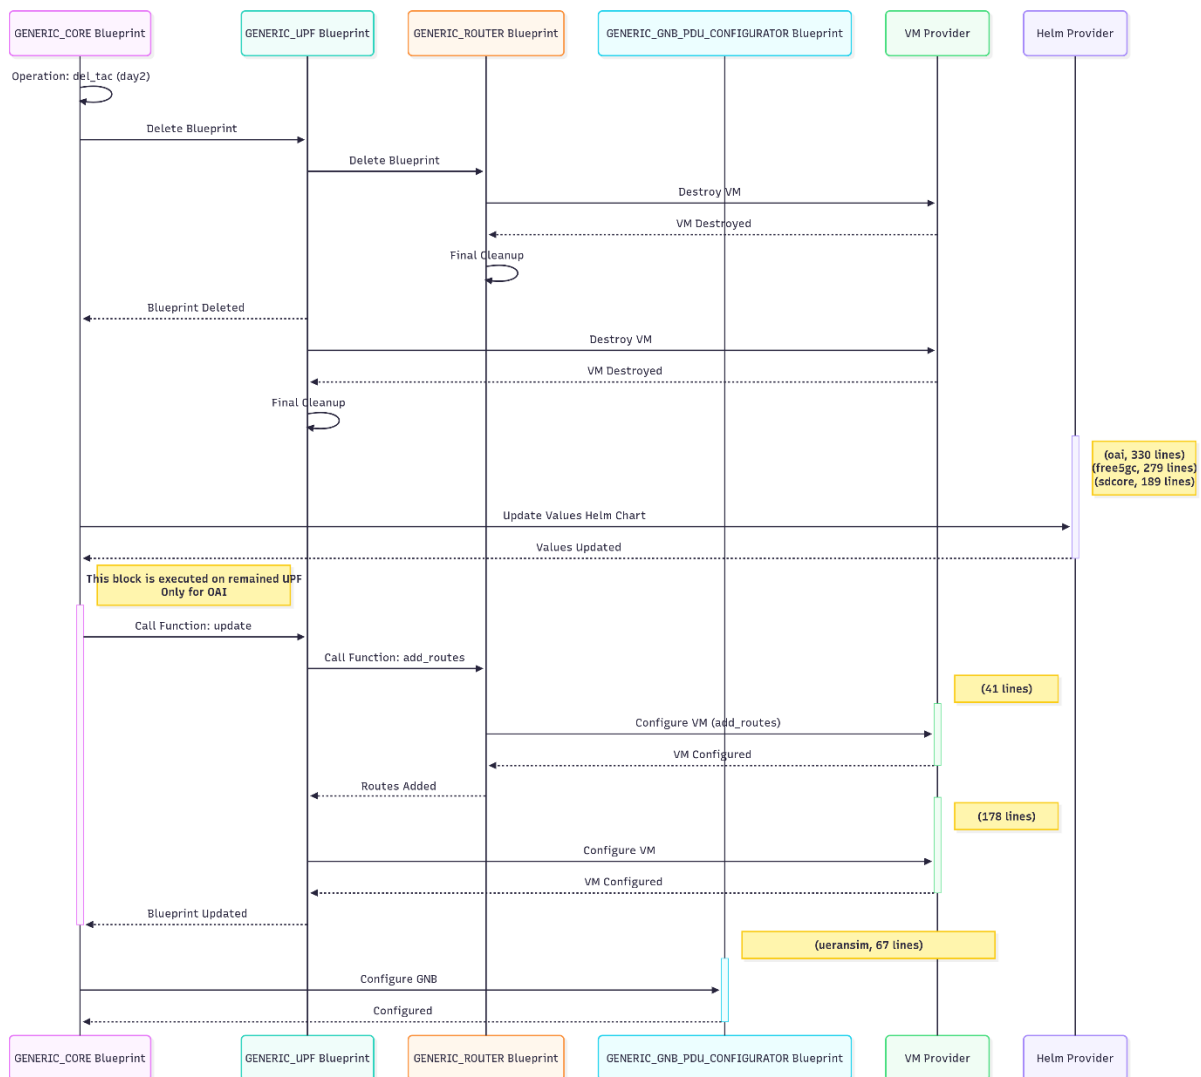 GENERIC_CORE Blueprint
GENERIC_UPF Blueprint
GENERIC_ROUTER Blueprint
GENERIC_GNB_PDU_CONFIGURATOR Blueprint
VM Provider
Helm Provider
Operation: del_tac (day2)
Delete Blueprint
Delete Blueprint
Destroy VM
VM Destroyed
Final Cleanup
Blueprint Deleted
Destroy VM
VM Destroyed
Final Cleanup
(oai, 330 lines)
(free5gc, 279 lines)
(sdcore, 189 lines)
Update Values Helm Chart
Values Updated
This block is executed on remained UPF
Only for OAI
Call Function: update
Call Function: add_routes
(41 lines)
Configure VM (add_routes)
VM Configured
Routes Added
(178 lines)
Configure VM
VM Configured
Blueprint Updated
(ueransim, 67 lines)
Configure GNB
Configured
GENERIC_CORE Blueprint
GENERIC_UPF Blueprint
GENERIC_ROUTER Blueprint
GENERIC_GNB_PDU_CONFIGURATOR Blueprint
VM Provider
Helm Provider